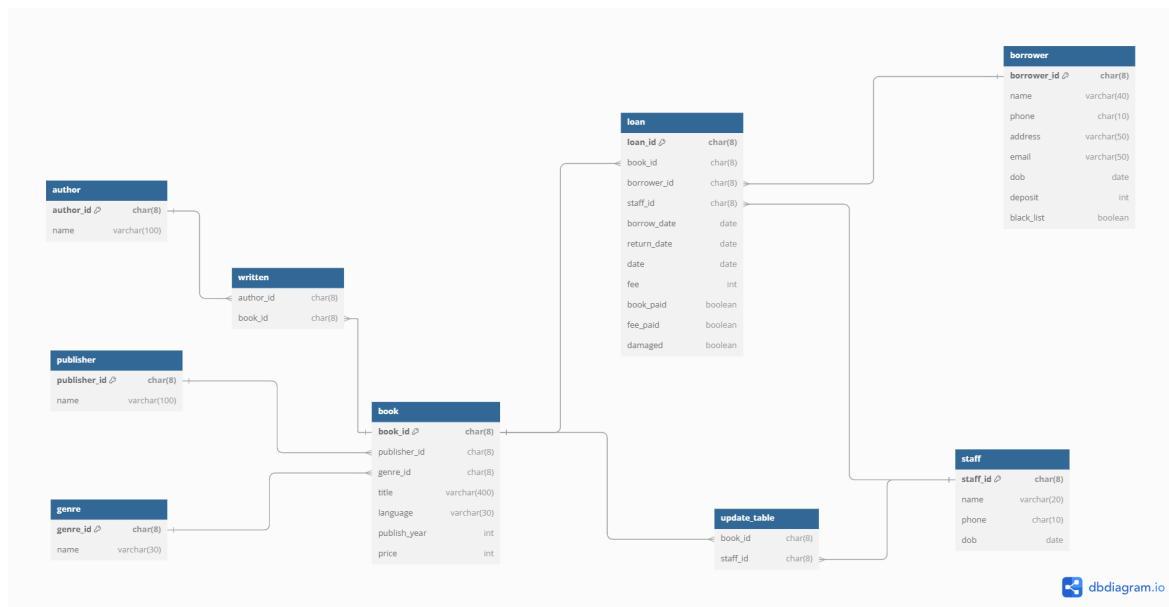 borrower
borrower_id char(8)
name varchar(40)
phone char(10)
address varchar(50)
email varchar(50)
dob date
deposit int
black_list boolean
loan
loan_id char(8)
book_id char(8)
borrower_id char(8)
staff_id char(8)
borrow_date date
return_date date
date date
fee int
book_paid boolean
fee_paid boolean
damaged boolean
author
author_id char(8)
name varchar(100)
written
author_id char(8)
book_id char(8)
publisher
publisher_id char(8)
name varchar(100)
book
book_id char(8)
publisher_id char(8)
genre_id char(8)
title varchar(400)
language varchar(30)
publish_year int
price int
genre
genre_id char(8)
name varchar(30)
staff
staff_id char(8)
name varchar(20)
phone char(10)
dob date
update_table
book_id char(8)
staff_id char(8)
dbdiagram.io